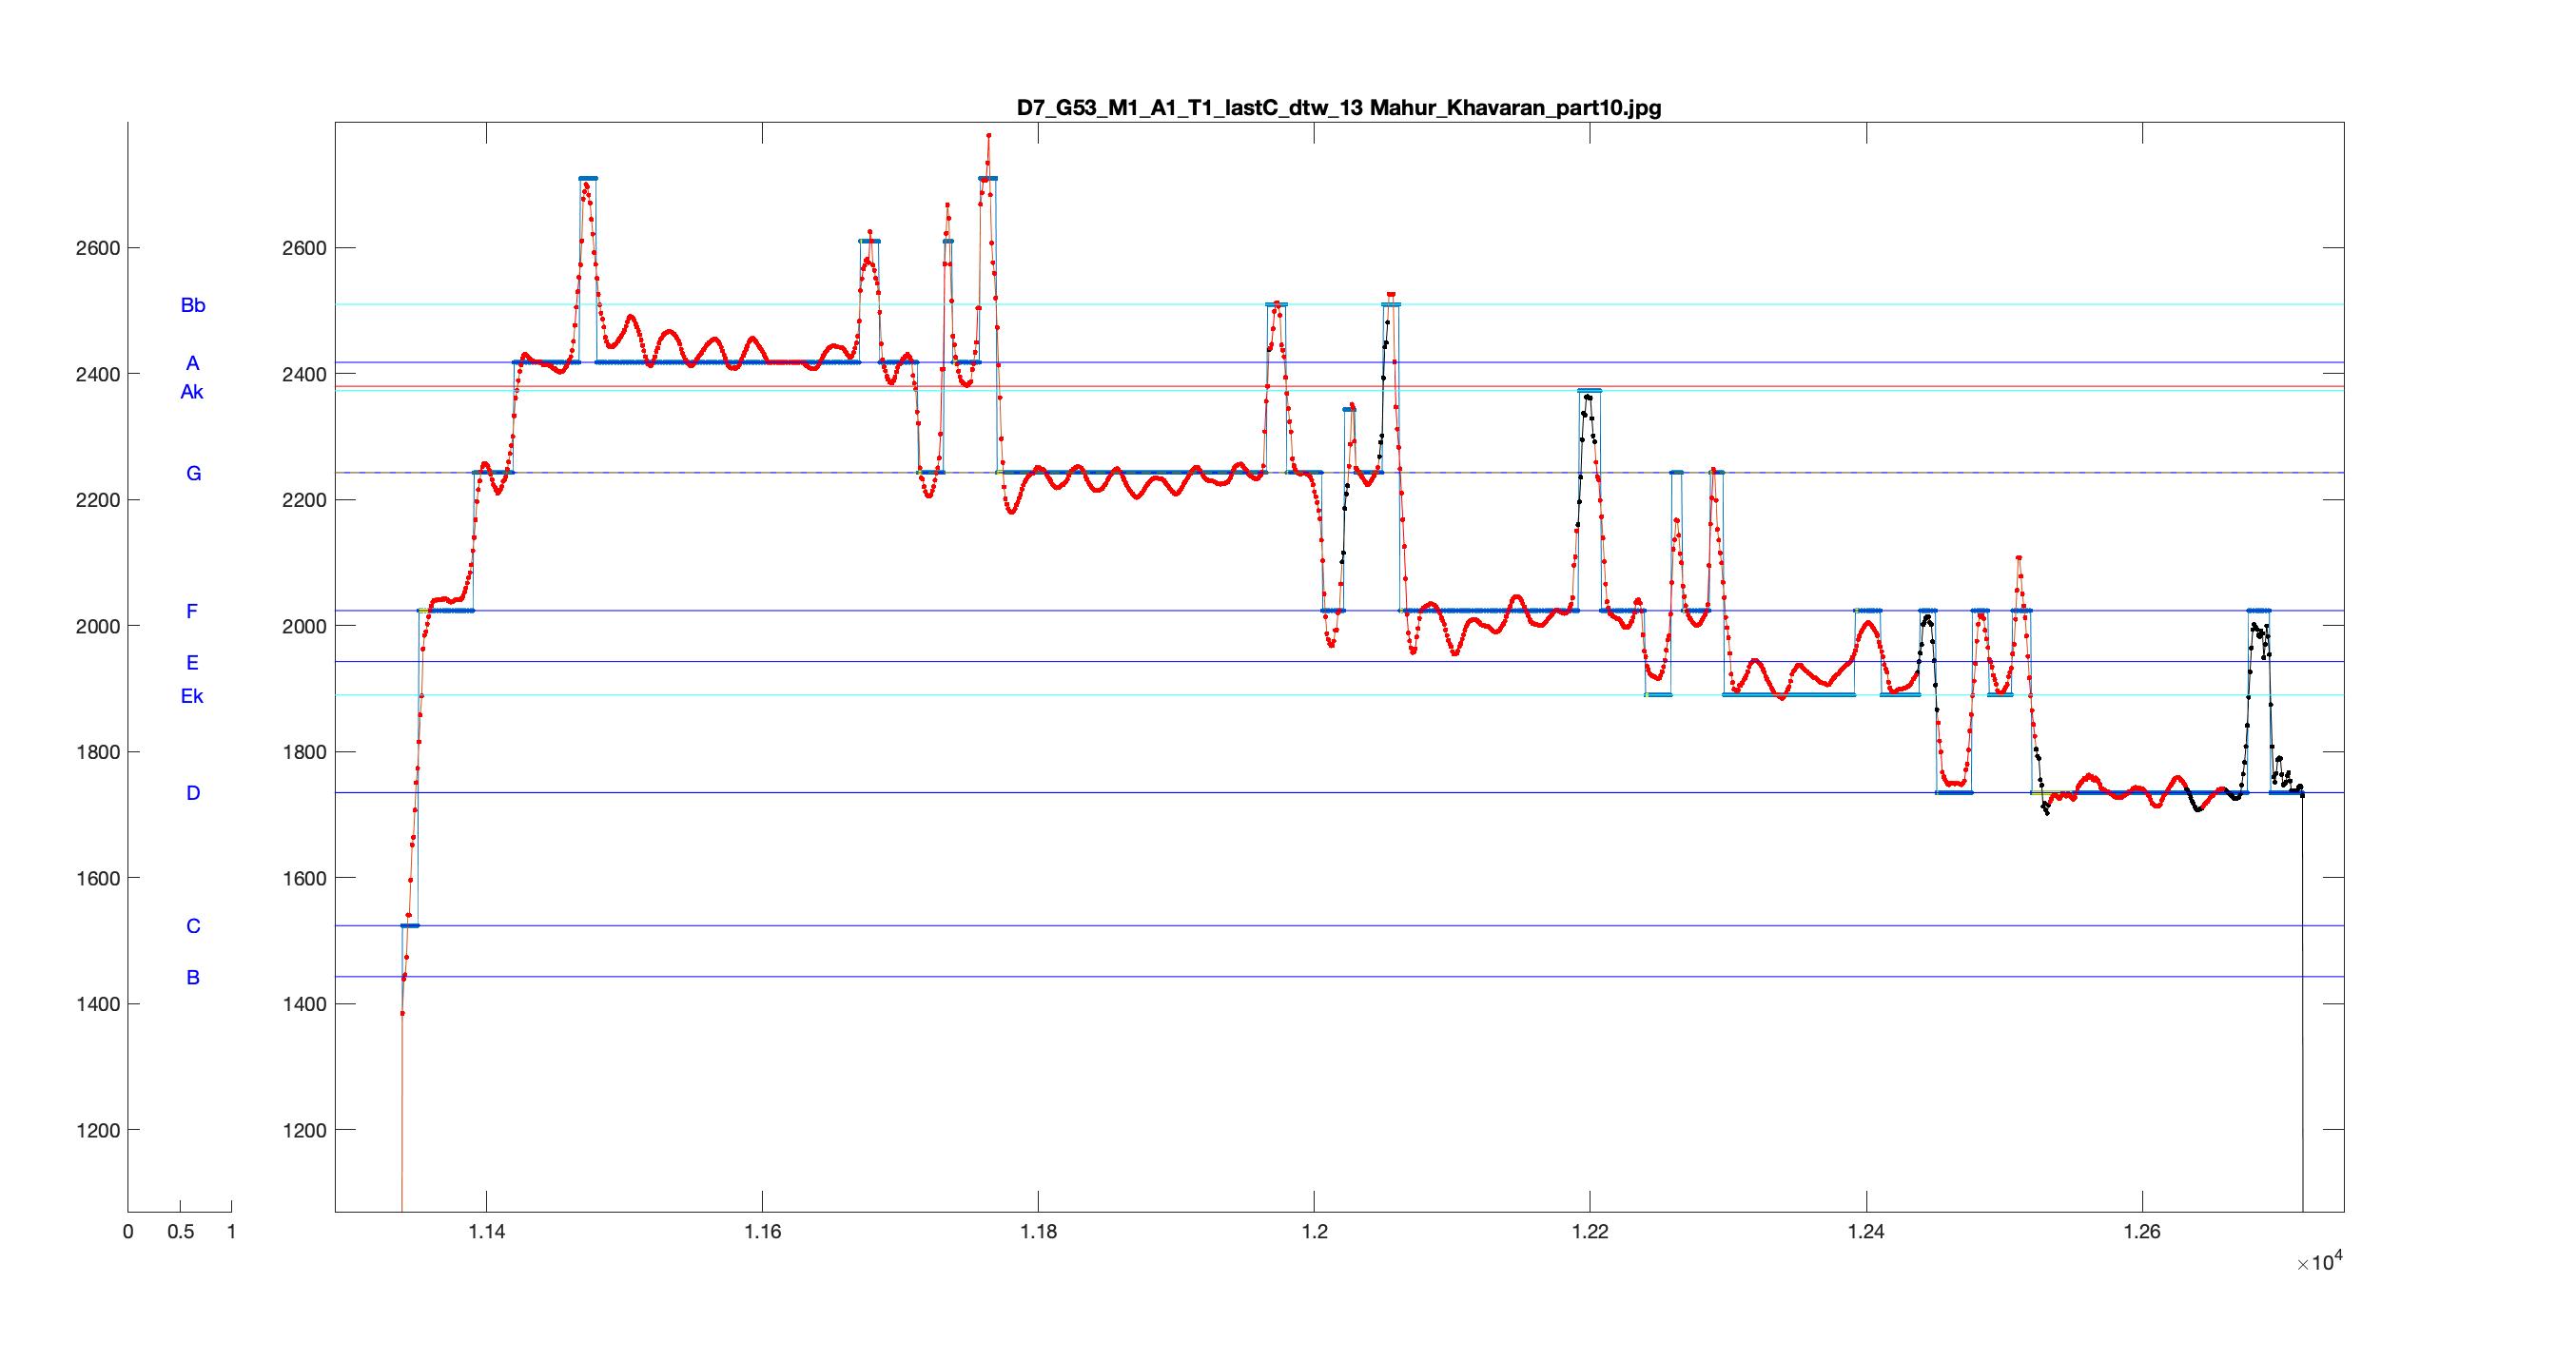 D7_G53_M1_A1_T1_lastC_dtw_13 Mahur_Khavaran_part10.jpg
2600 2600
Bb
A
2400 2400
Ak
G
2200 2200
F
2000 2000
E
Ek
1800 1800
D
1600 1600
C
B
1400 1400
1200 1200
0 0.5 1 1.14 1.16 1.18 1.2 1.22 1.24 1.26
×10⁴